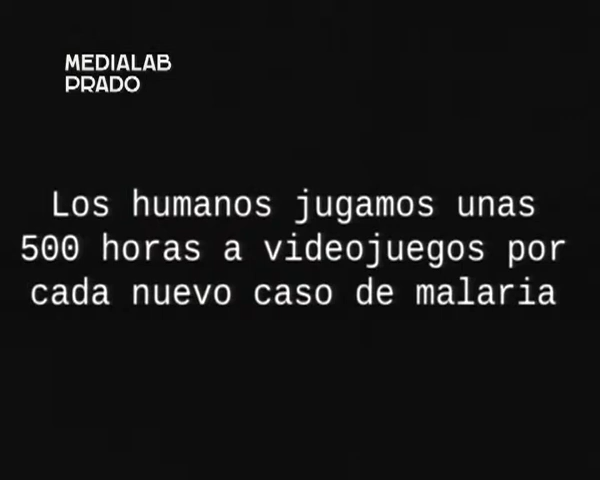 MEDIALAB
PRADO
Los humanos jugamos unas
500 horas a videojuegos por
cada nuevo caso de malaria